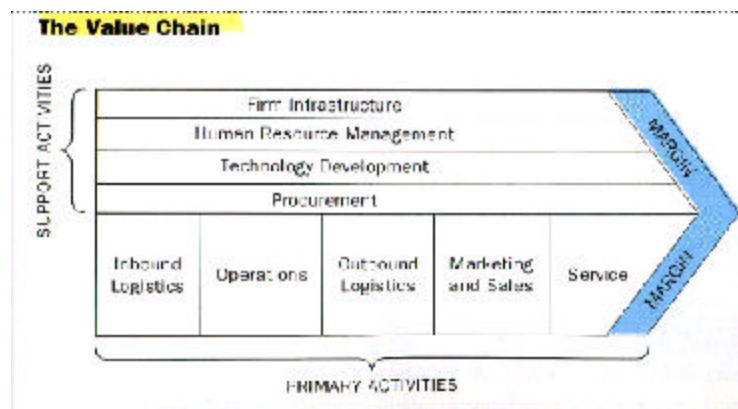 The Value Chain
SUPPORT ACTIVITIES
Firm Infrastructure
Human Resource Management
Technology Development
Procurement
MARGIN
Inbound
Logistics
Operations
Outbound
Logistics
Marketing
and Sales
Service
MARGIN
PRIMARY ACTIVITIES